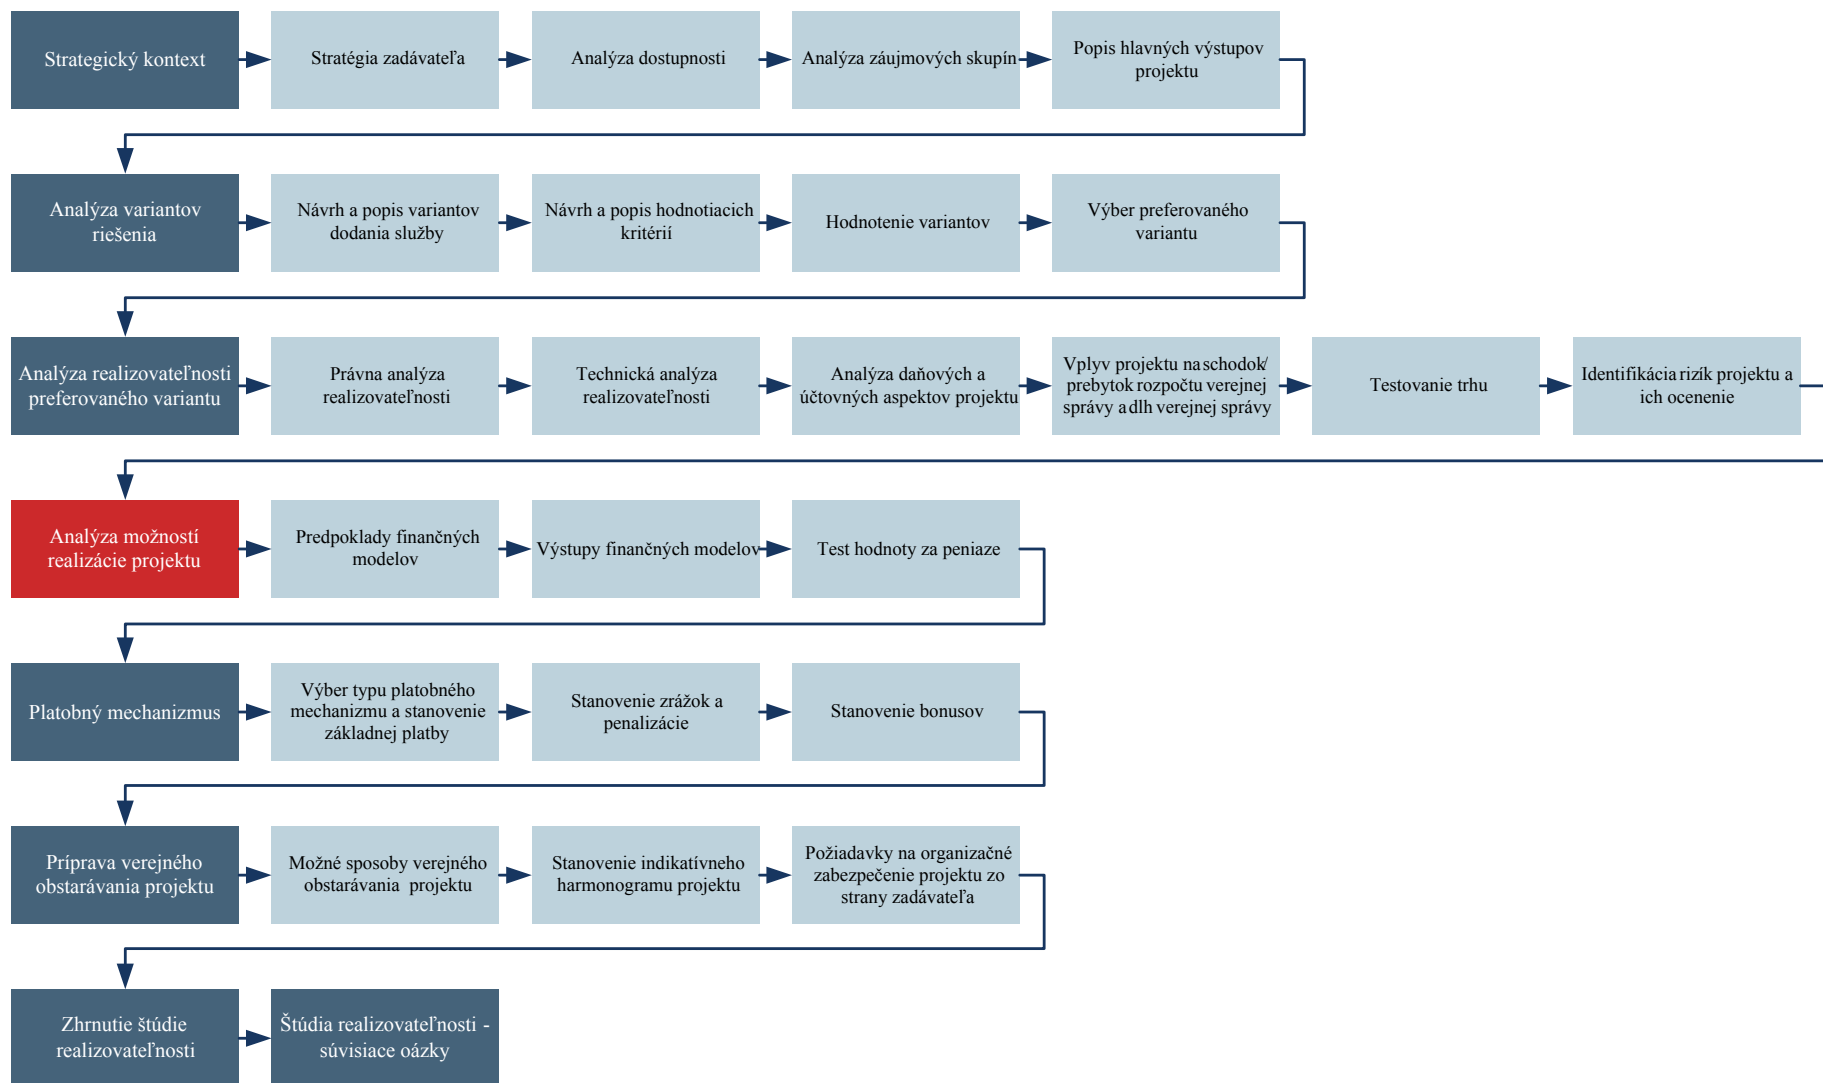 Strategický kontext
Stratégia zadávateľa
Analýza dostupnosti
Analýza záujmových skupín
Popis hlavných výstupov
projektu
Analýza variantov
riešenia
Návrh a popis variantov
dodania služby
Návrh a popis hodnotiacich
kritérií
Hodnotenie variantov
Výber preferovaného
variantu
Analýza realizovateľnosti
preferovaného variantu
Právna analýza
realizovateľnosti
Technická analýza
realizovateľnosti
Analýza daňových a
účtovných aspektov projektu
Vplyv projektu na schodok/
prebytok rozpočtu verejnej
správy a dlh verejnej správy
Testovanie trhu
Identifikácia rizík projektu a
ich ocenenie
Analýza možností
realizácie projektu
Predpoklady finančných
modelov
Výstupy finančných modelov
Test hodnoty za peniaze
Platobný mechanizmus
Výber typu platobného
mechanizmu a stanovenie
základnej platby
Stanovenie zrážok a
penalizácie
Stanovenie bonusov
Príprava verejného
obstarávania projektu
Možné sposoby verejného
obstarávania projektu
Stanovenie indikatívneho
harmonogramu projektu
Požiadavky na organizačné
zabezpečenie projektu zo
strany zadávateľa
Zhrnutie štúdie
realizovateľnosti
Štúdia realizovateľnosti -
súvisiace oázky